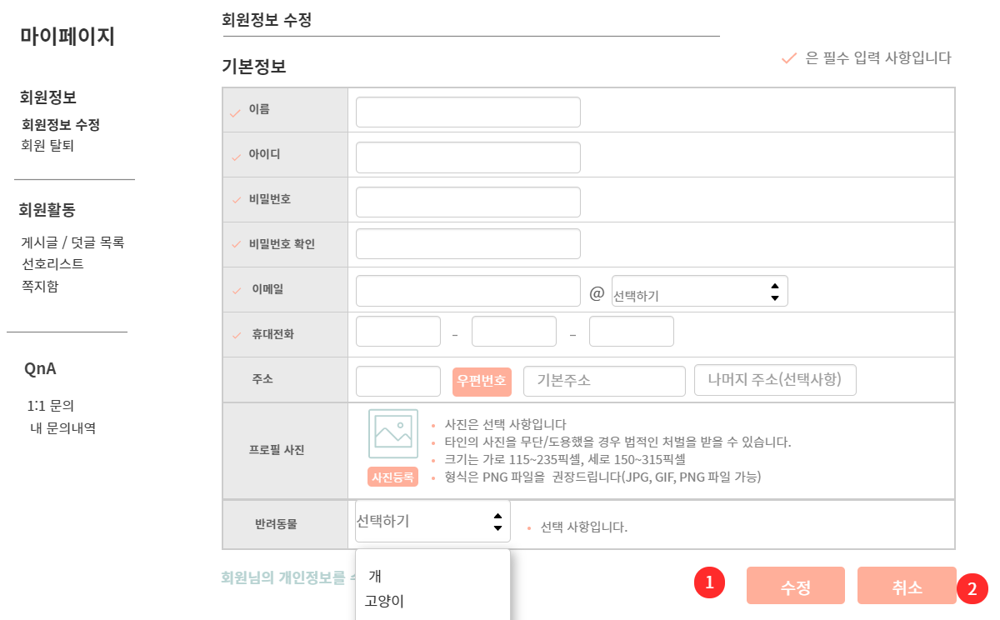 마이페이지
회원정보
회원정보 수정
회원 탈퇴
회원활동
게시글 / 덧글 목록
선호리스트
쪽지함
QnA
1:1 문의
내 문의내역
회원정보 수정
은 필수 입력 사항입니다
기본정보
이름
아이디
비밀번호
비밀번호 확인
이메일 @ 선택하기
휴대전화 - -
주소 우편번호 기본주소 나머지 주소(선택사항)
프로필 사진
사진등록
• 사진은 선택 사항입니다
• 타인의 사진을 무단/도용했을 경우 법적인 처벌을 받을 수 있습니다.
• 크기는 가로 115~235픽셀, 세로 150~315픽셀
• 형식은 PNG 파일을 권장드립니다(JPG, GIF, PNG 파일 가능)
반려동물 선택하기 • 선택 사항입니다.
개
고양이
회원님의 개인정보를
1 수정 취소 2